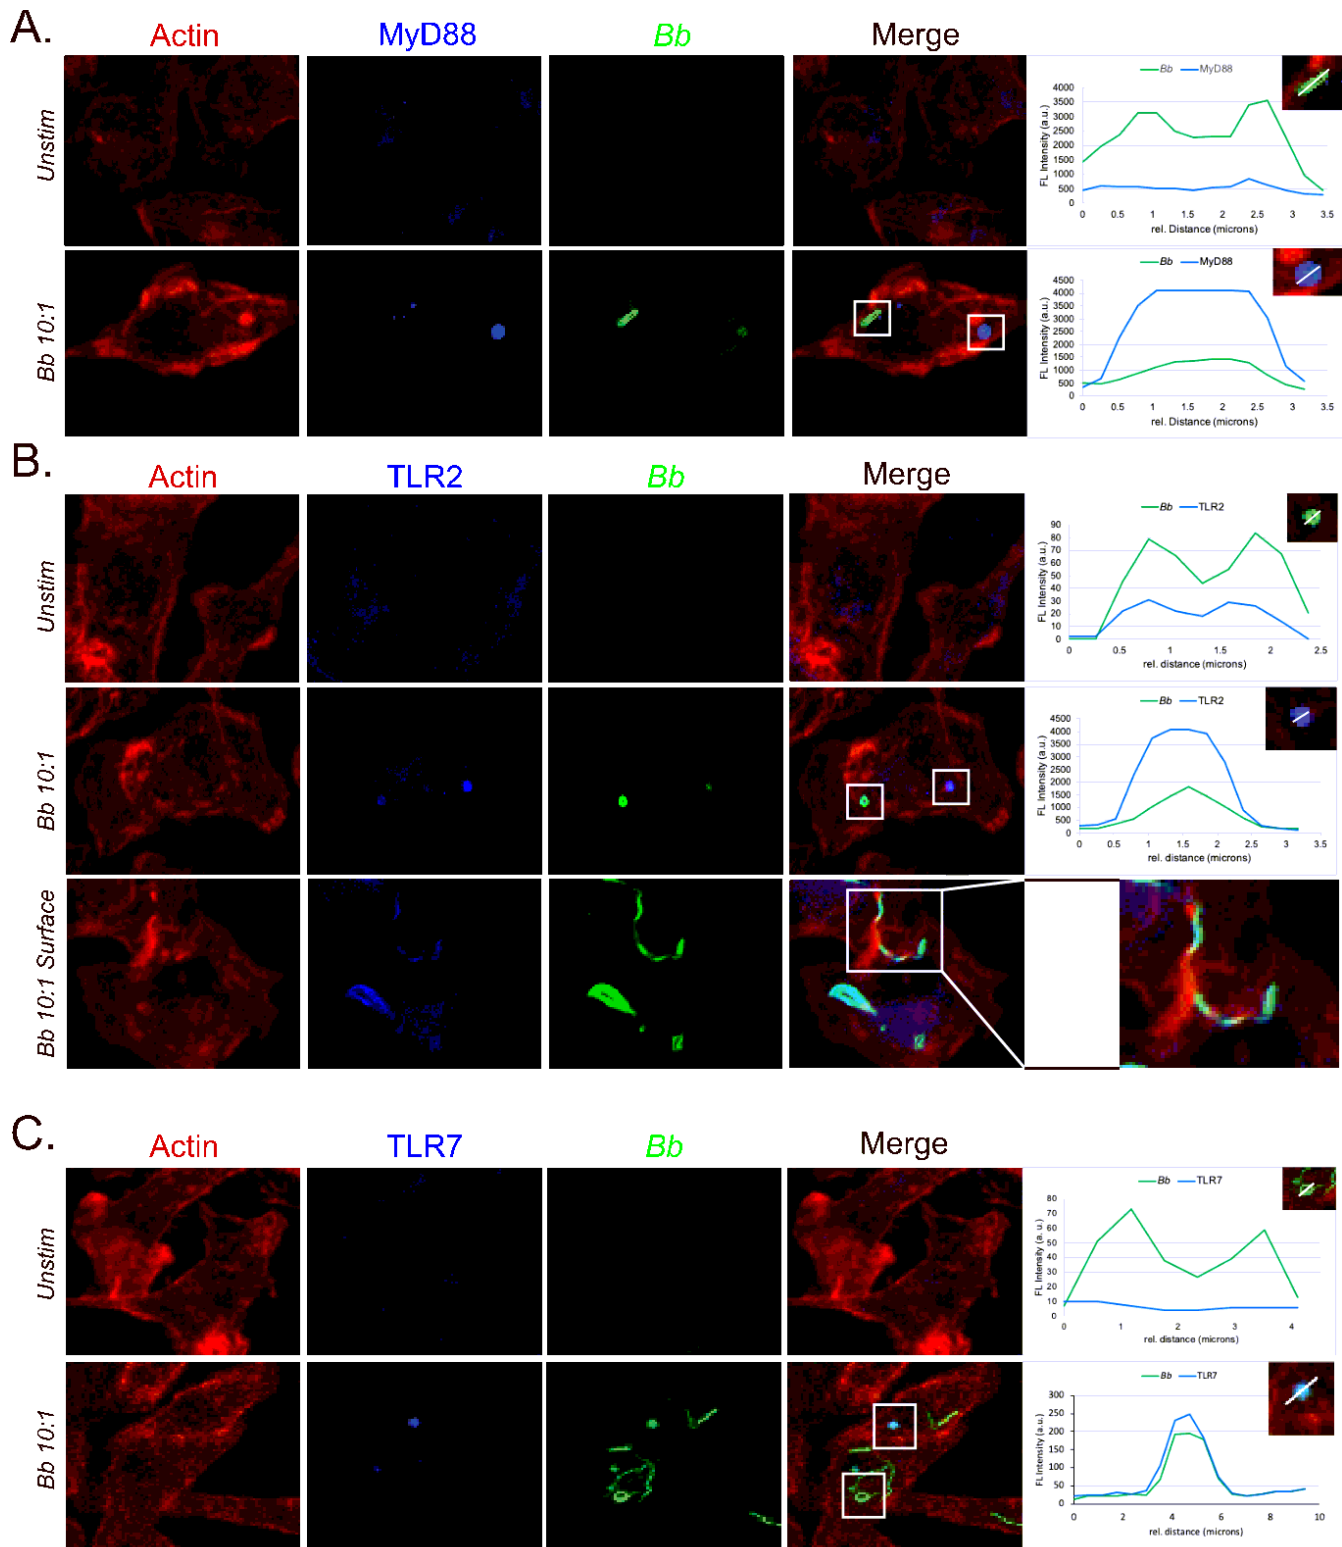 A.
Actin MyD88 Bb Merge
Unstim
Bb MyD88
FL Intensity (a.u.)
4000
3500
3000
2500
2000
1500
1000
500
0
0 0.5 1 1.5 2 2.5 3 3.5
rel. Distance (microns)
Bb 10:1
Bb MyD88
FL Intensity (a.u.)
4500
4000
3500
3000
2500
2000
1500
1000
500
0
0 0.5 1 1.5 2 2.5 3 3.5
rel. Distance (microns)
B.
Actin TLR2 Bb Merge
Unstim
Bb TLR2
FL Intensity (a.u.)
90
80
70
60
50
40
30
20
10
0
0 0.5 1 1.5 2 2.5
rel. distance (microns)
Bb 10:1
Bb TLR2
FL Intensity (a.u.)
4500
4000
3500
3000
2500
2000
1500
1000
500
0
0 0.5 1 1.5 2 2.5 3 3.5
rel. distance (microns)
Bb 10:1 Surface
C.
Actin TLR7 Bb Merge
Unstim
Bb TLR7
FL Intensity (a. u.)
80
70
60
50
40
30
20
10
0
0 1 2 3 4
rel. distance (microns)
Bb 10:1
Bb TLR7
FL Intensity (a.u.)
300
250
200
150
100
50
0
0 2 4 6 8 10
rel. distance (microns)